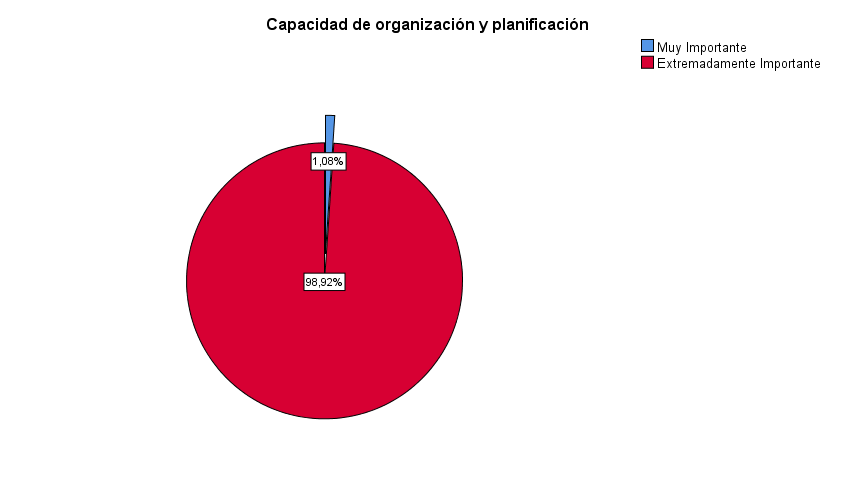 Capacidad de organización y planificación
Muy Importante
Extremadamente Importante
1,08%
98,92%